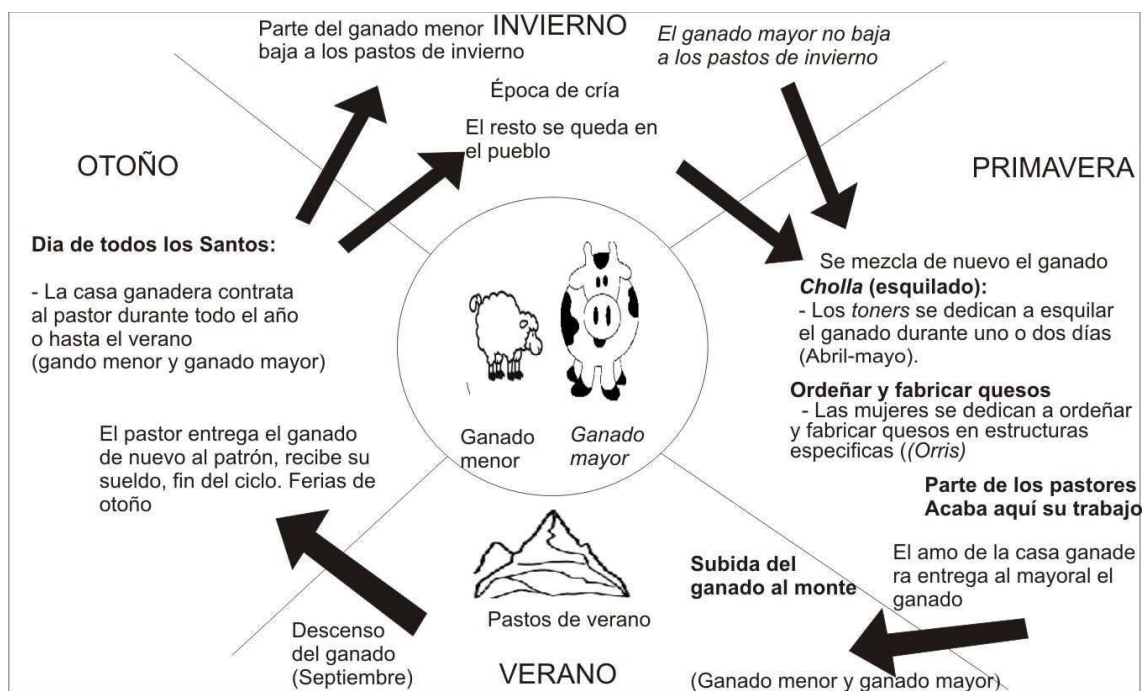 INVIERNO
Parte del ganado menor
baja a los pastos de invierno
El ganado mayor no baja
a los pastos de invierno
Época de cría
El resto se queda en
el pueblo
OTOÑO
PRIMAVERA
Dia de todos los Santos:
- La casa ganadera contrata
al pastor durante todo el año
o hasta el verano
(gando menor y ganado mayor)
Se mezcla de nuevo el ganado
Cholla (esquilado):
- Los toners se dedican a esquilar
el ganado durante uno o dos días
(Abril-mayo).
Ordeñar y fabricar quesos
- Las mujeres se dedican a ordeñar
y fabricar quesos en estructuras
especificas ((Orris)
Ganado
menor
Ganado
mayor
El pastor entrega el ganado
de nuevo al patrón, recibe su
sueldo, fin del ciclo. Ferias de
otoño
Parte de los pastores
Acaba aquí su trabajo
El amo de la casa ganade
ra entrega al mayoral el
ganado
Subida del
ganado al monte
Pastos de verano
Descenso
del ganado
(Septiembre)
VERANO
(Ganado menor y ganado mayor)